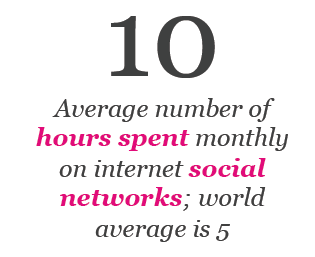 10
Average number of
hours spent monthly
on internet social
networks; world
average is 5